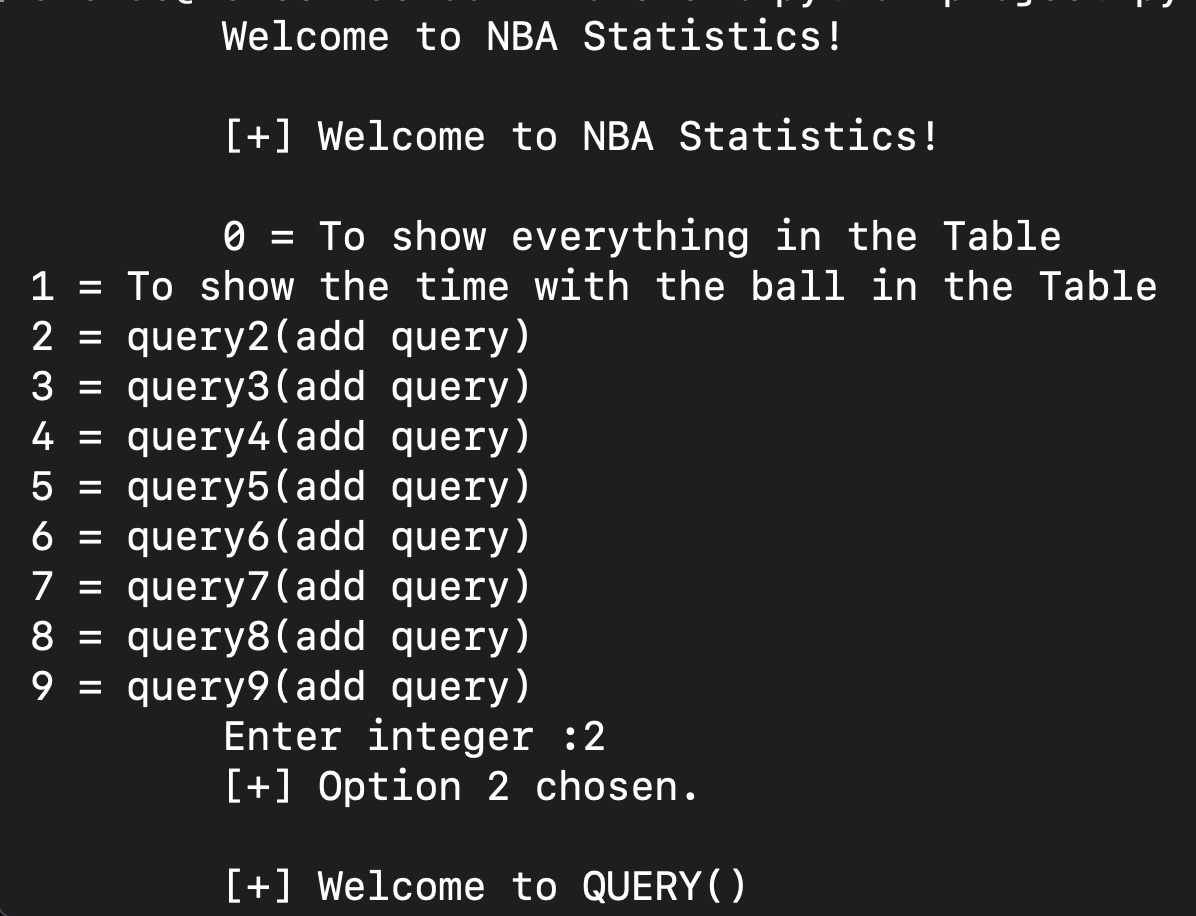 Welcome to NBA Statistics!
[+] Welcome to NBA Statistics!
0 = To show everything in the Table
1 = To show the time with the ball in the Table
2 = query2(add query)
3 = query3(add query)
4 = query4(add query)
5 = query5(add query)
6 = query6(add query)
7 = query7(add query)
8 = query8(add query)
9 = query9(add query)
Enter integer :2
[+] Option 2 chosen.
[+] Welcome to QUERY()